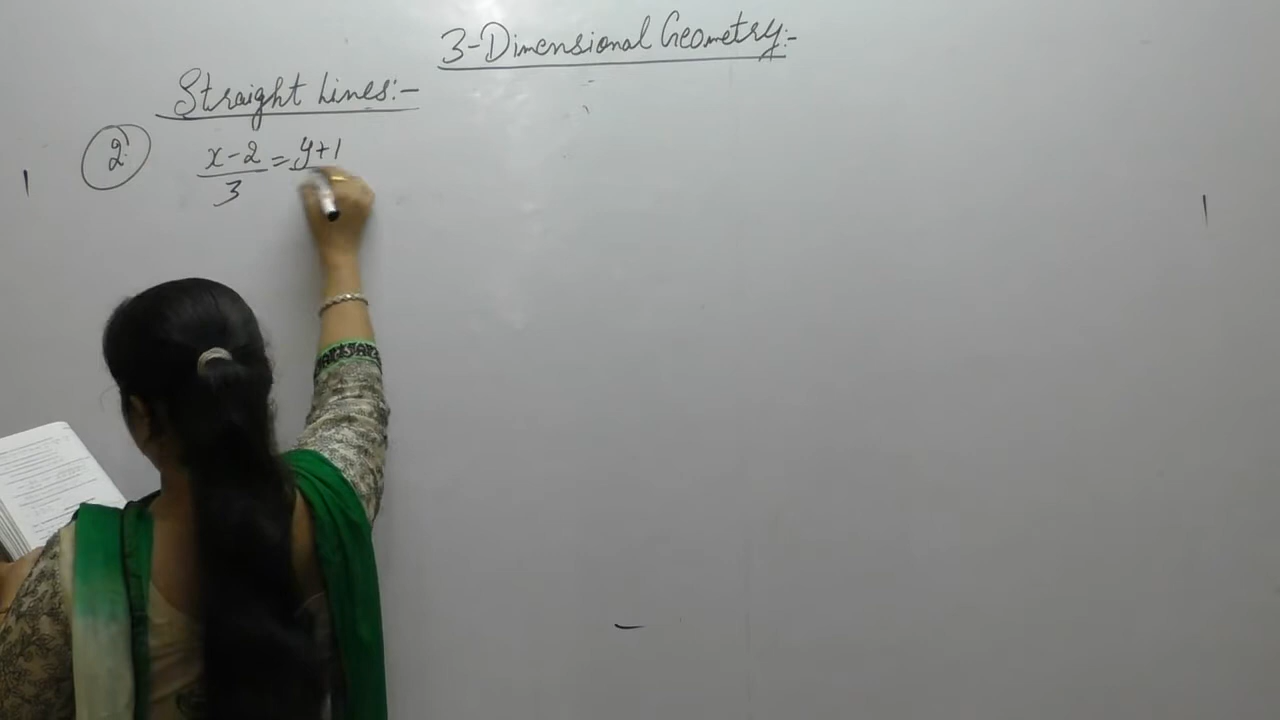 3-Dimensional Geometry:-
Straight Lines:-
2. x-2/3 = y+1